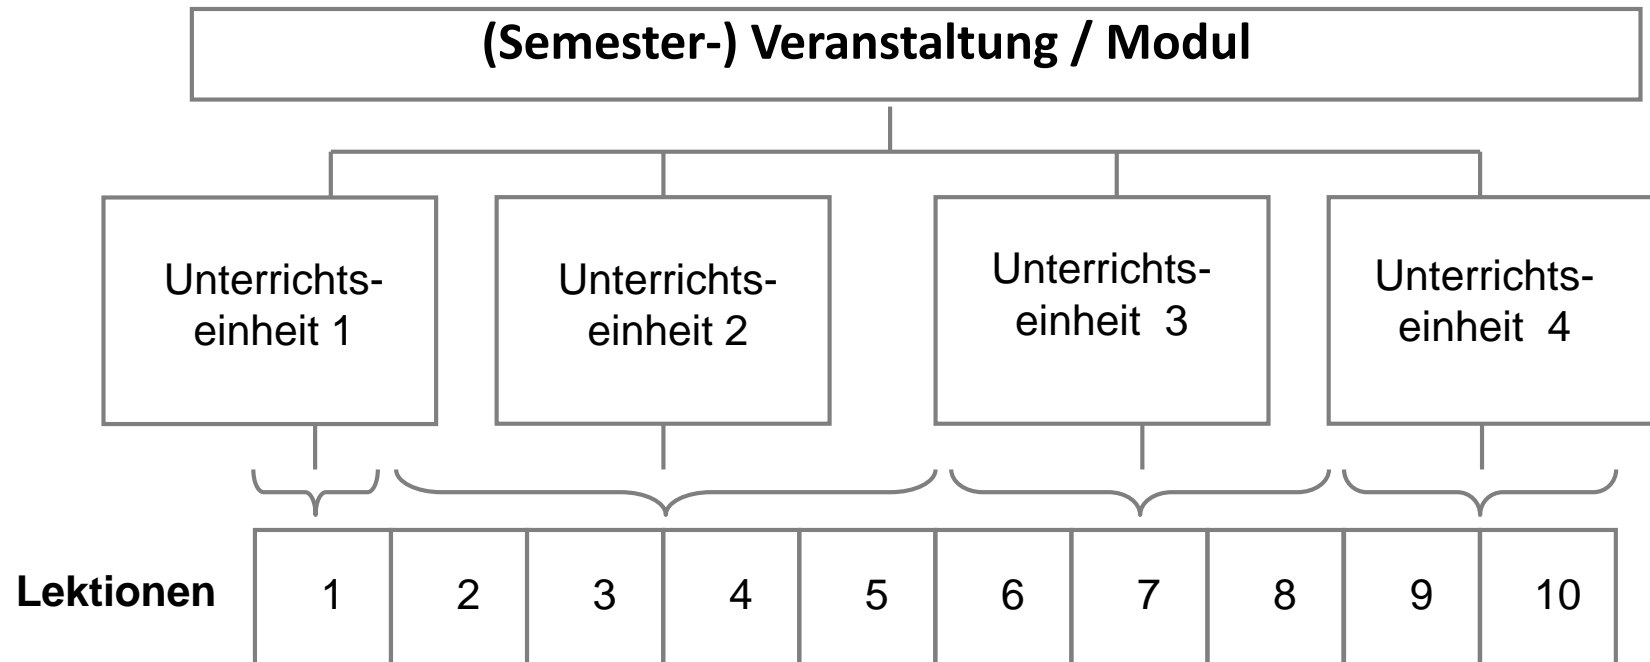 (Semester-) Veranstaltung / Modul
Unterrichts-
einheit 1
Unterrichts-
einheit 2
Unterrichts-
einheit 3
Unterrichts-
einheit 4
Lektionen 1 2 3 4 5 6 7 8 9 10